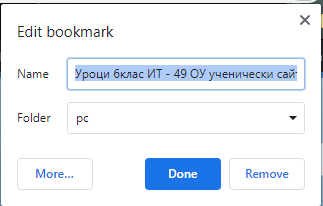 Edit bookmark
Name Уроци 6клас ИТ - 49 ОУ ученически сайт
Folder pc
More... Done Remove